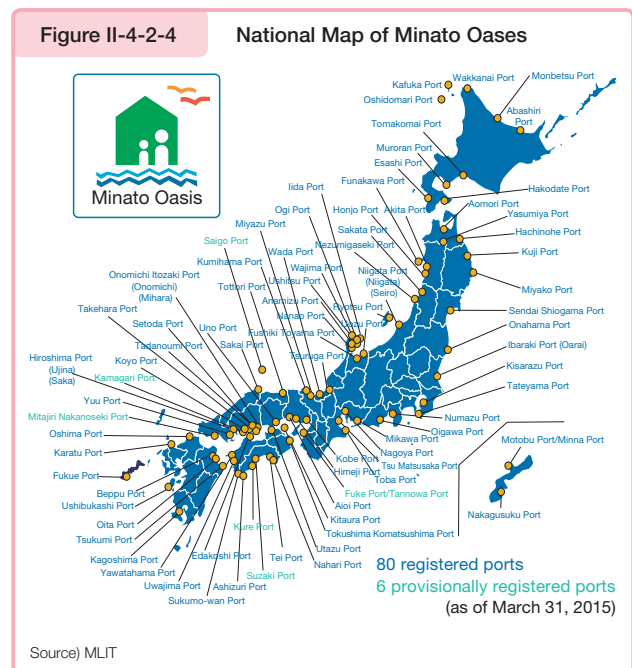 Figure II-4-2-4
National Map of Minato Oases
Minato Oasis
Kafuka Port
Wakkanai Port
Monbetsu Port
Oshidomari Port
Abashiri
Port
Tomakomai Port
Muroran Port
Esashi Port
Funakawa Port
Iida Port
Ogi Port
Honjo Port
Akita Port
Hakodate Port
Aomori Port
Yasumiya Port
Miyazu Port
Sakata Port
Hachinohe Port
Saigo Port
Wada Port
Nezumigaseki Port
Kuji Port
Kumihama Port
Wajima Port
Niigata Port
(Niigata)
(Seiro)
Onomichi Itozaki Port
(Onomichi)
(Mihara)
Tottori Port
Ushitsu Port
Miyako Port
Anamizu Port
Ryotsu Port
Takehara Port
Nanao Port
Sendai Shiogama Port
Setoda Port
Uno Port
Fushiki Toyama Port
Uozu Port
Onahama Port
Tadanoumi Port
Sakai Port
Tsuruga Port
Ibaraki Port (Oarai)
Hiroshima Port
(Ujina)
(Saka)
Koyo Port
Kisarazu Port
Kamagari Port
Tateyama Port
Yuu Port
Mitajiri Nakanoseki Port
Numazu Port
Oigawa Port
Oshima Port
Mikawa Port
Motobu Port/Minna Port
Karatu Port
Nagoya Port
Kobe Port
Tsu Matsusaka Port
Fukue Port
Himeji Port
Toba Port
Beppu Port
Fuke Port/Tannowa Port
Ushibukashi Port
Aioi Port
Nakagusuku Port
Oita Port
Kure Port
Kitaura Port
Tsukumi Port
Tokushima Komatsushima Port
Kagoshima Port
Edakoshi Port
Tei Port
Utazu Port
Yawatahama Port
Suzaki Port
Nahari Port
Uwajima Port
Ashizuri Port
Sukumo-wan Port
80 registered ports
6 provisionally registered ports
(as of March 31, 2015)
Source) MLIT